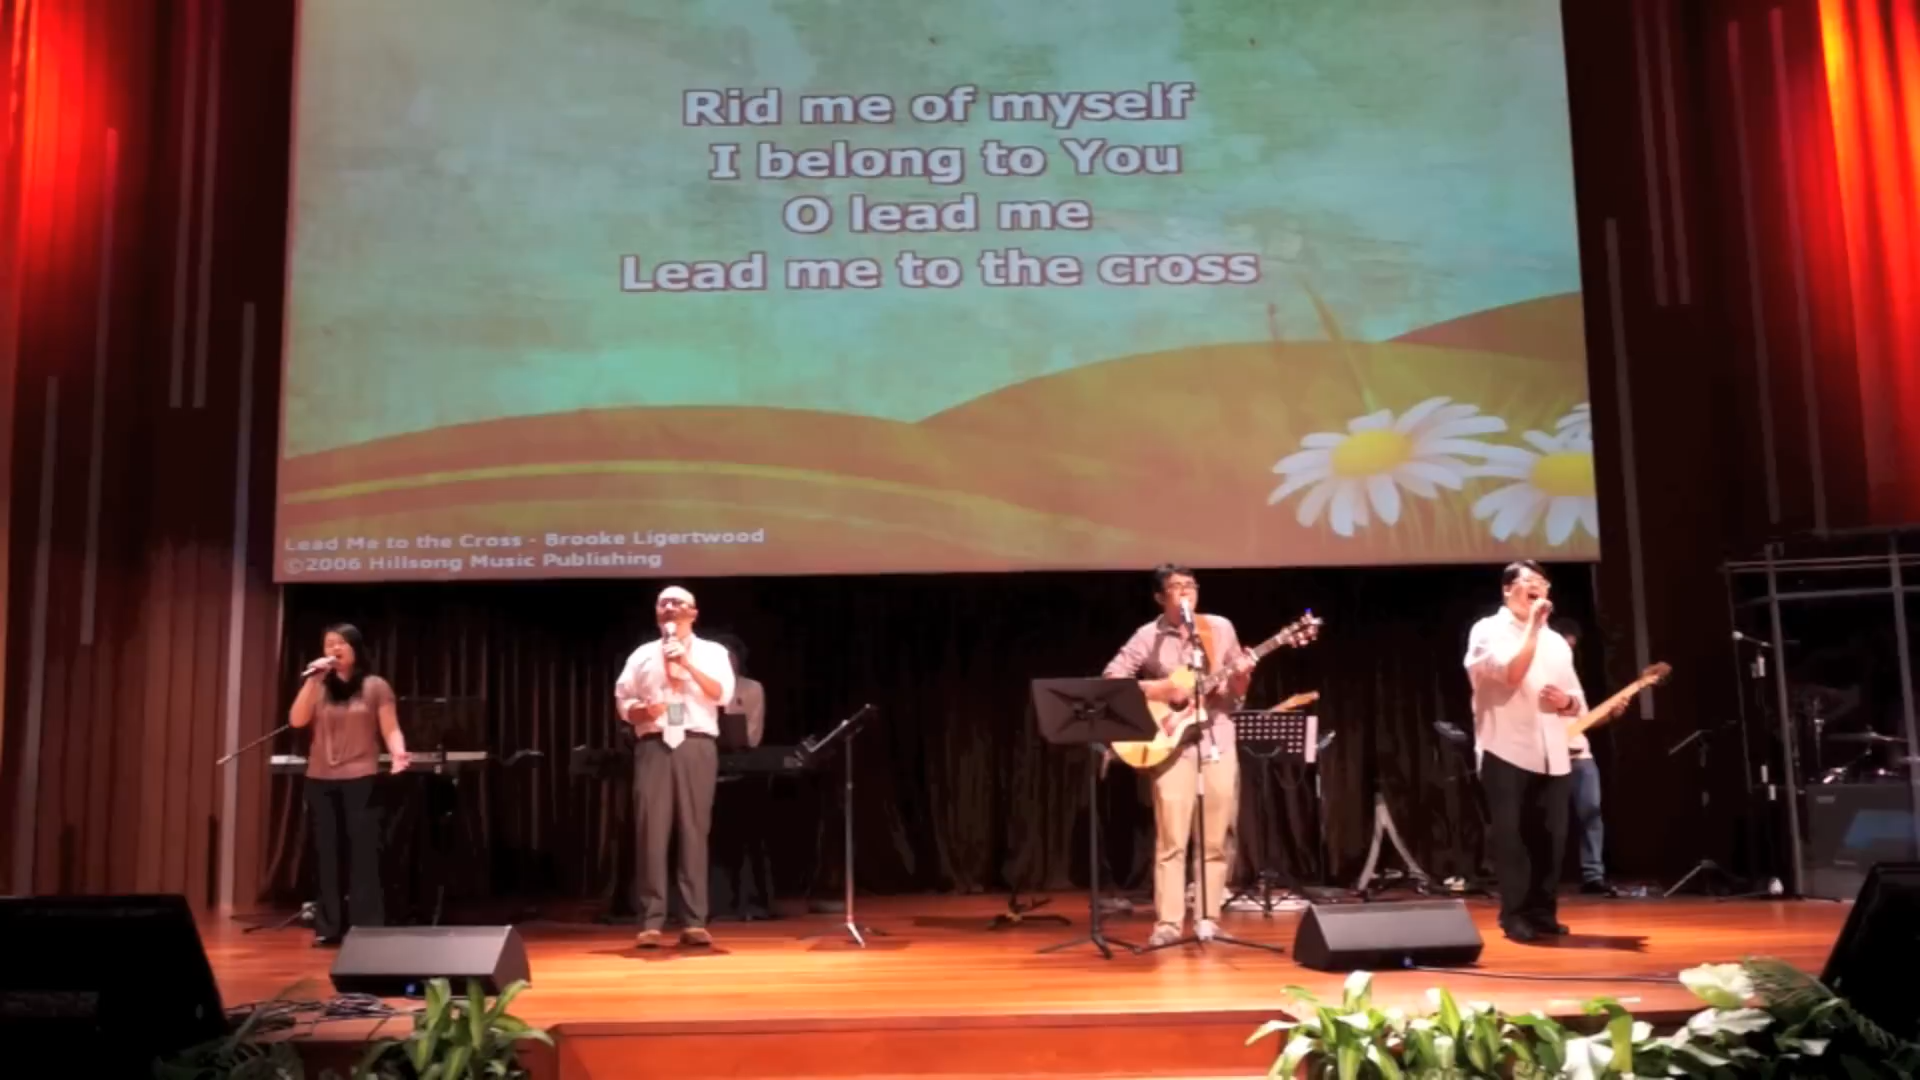 Rid me of myself
I belong to You
O lead me
Lead me to the cross
Lead Me to the Cross - Brooke Ligertwood
©2006 Hillsong Music Publishing